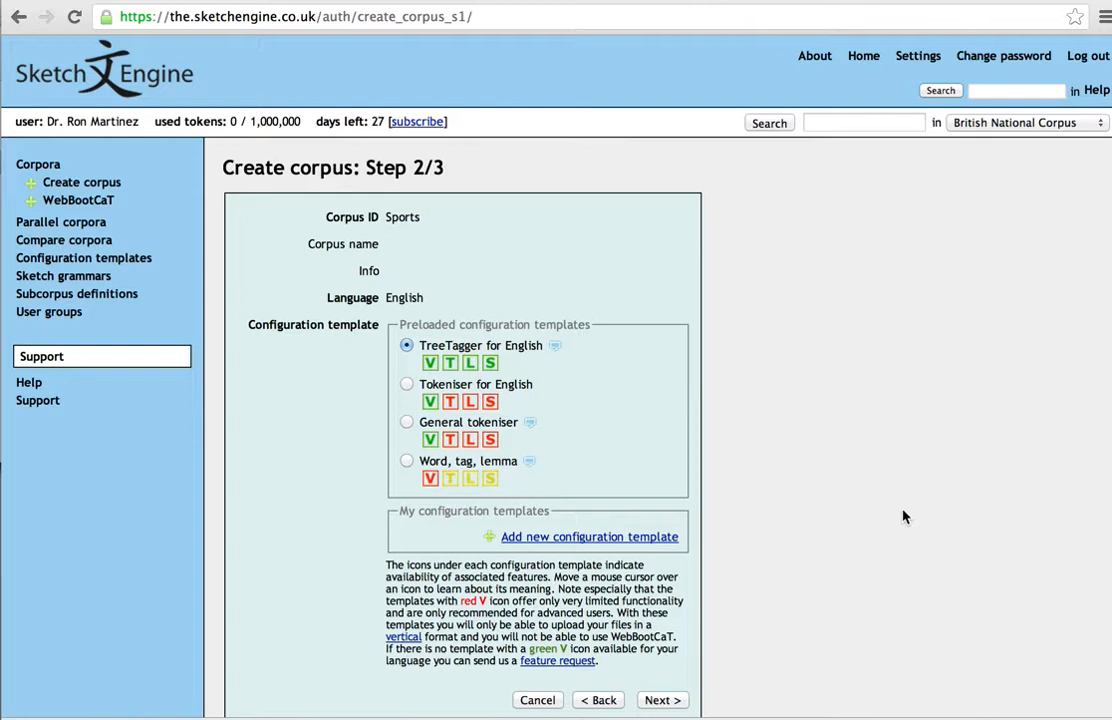 https://the.sketchengine.co.uk/auth/create_corpus_s1/
Sketch 文 Engine
About Home Settings Change password Log out
Search in Help
user: Dr. Ron Martinez used tokens: 0 / 1,000,000 days left: 27 [subscribe]
Search in British National Corpus
Corpora
Create corpus
WebBootCaT
Parallel corpora
Compare corpora
Configuration templates
Sketch grammars
Subcorpus definitions
User groups
Support
Help
Support
Create corpus: Step 2/3
Corpus ID Sports
Corpus name
Info
Language English
Configuration template
Preloaded configuration templates
TreeTagger for English
V T L S
Tokeniser for English
V T L S
General tokeniser
V T L S
Word, tag, lemma
V T L S
My configuration templates
Add new configuration template
The icons under each configuration template indicate
availability of associated features. Move a mouse cursor over
an icon to learn about its meaning. Note especially that the
templates with red V icon offer only very limited functionality
and are only recommended for advanced users. With these
templates you will only be able to upload your files in a
vertical format and you will not be able to use WebBootCaT.
If there is no template with a green V icon available for your
language you can send us a feature request.
Cancel < Back Next >